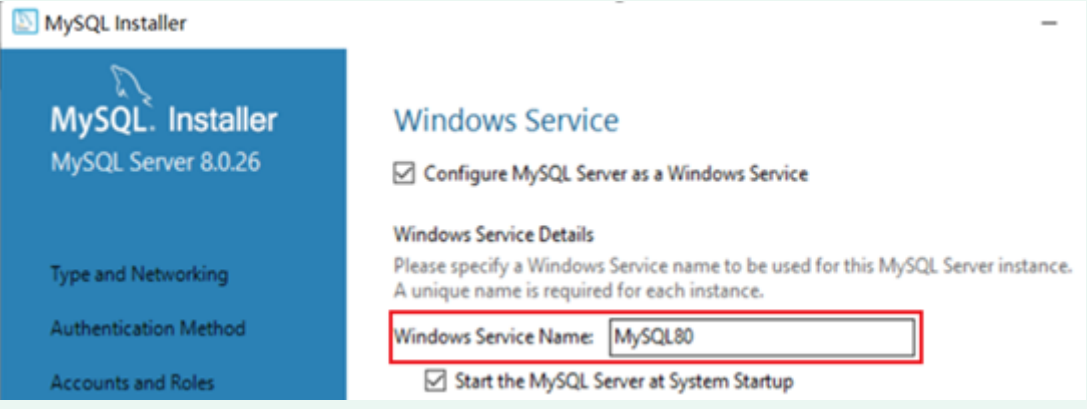 MySQL Installer
MySQL. Installer
MySQL Server 8.0.26
Type and Networking
Authentication Method
Accounts and Roles
Windows Service
Configure MySQL Server as a Windows Service
Windows Service Details
Please specify a Windows Service name to be used for this MySQL Server instance.
A unique name is required for each instance.
Windows Service Name: MySQL80
Start the MySQL Server at System Startup